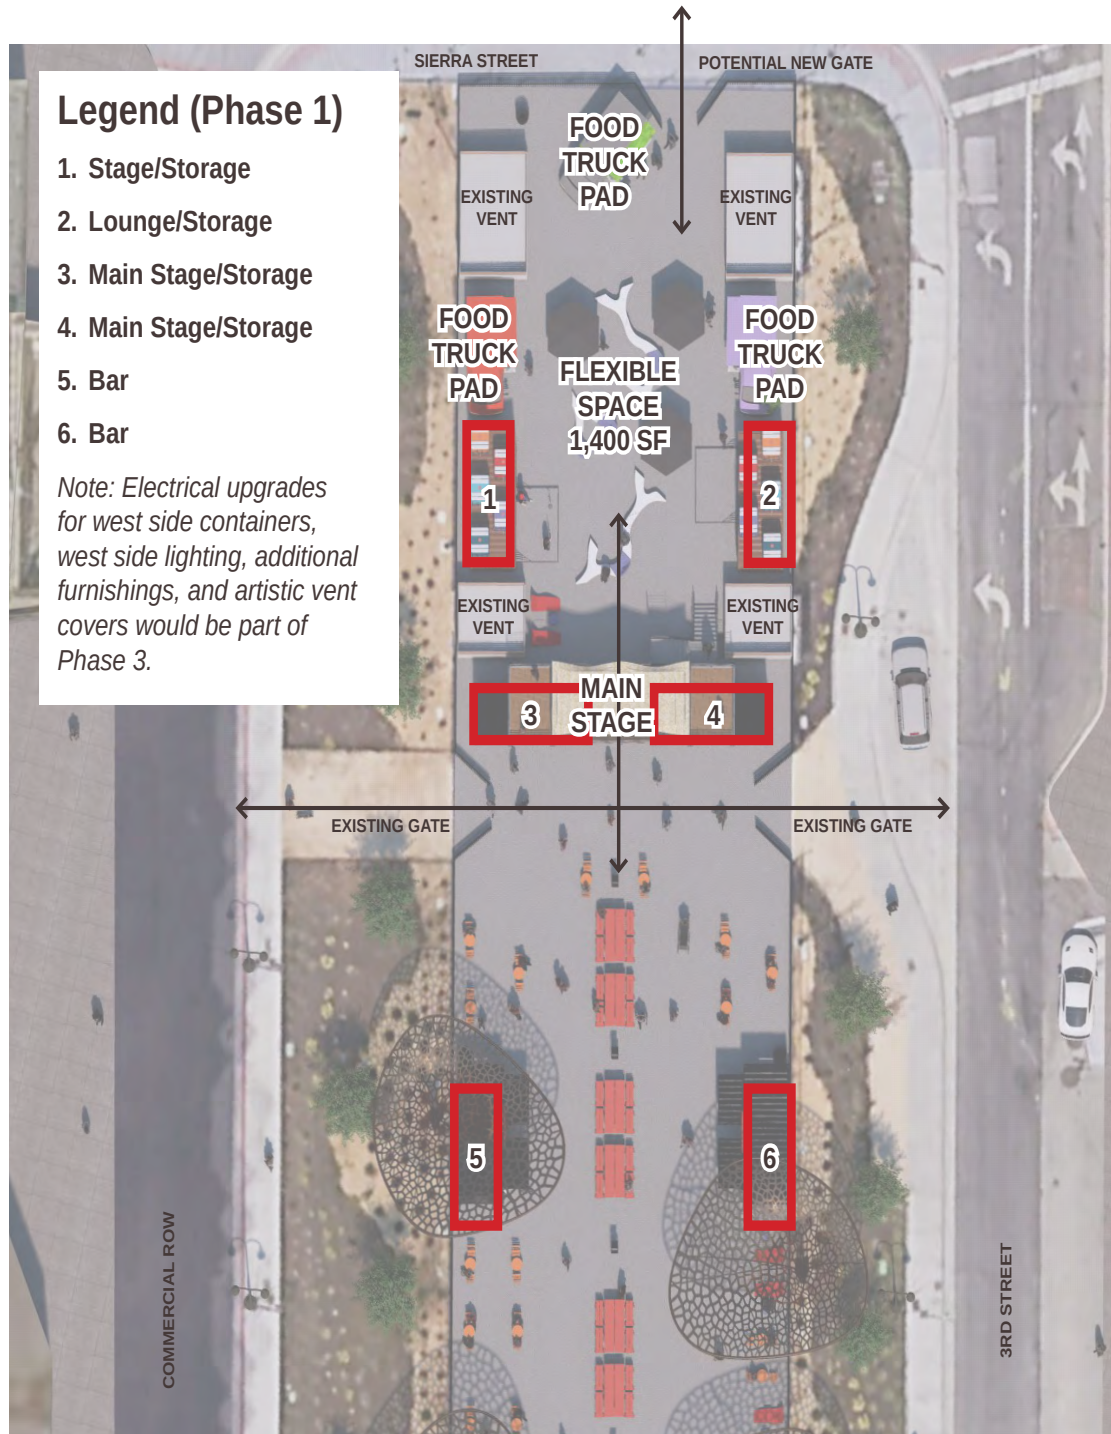 SIERRA STREET
POTENTIAL NEW GATE
Legend (Phase 1)
1. Stage/Storage
2. Lounge/Storage
3. Main Stage/Storage
4. Main Stage/Storage
5. Bar
6. Bar
Note: Electrical upgrades
for west side containers,
west side lighting, additional
furnishings, and artistic vent
covers would be part of
Phase 3.
FOOD
TRUCK
PAD
EXISTING
VENT
EXISTING
VENT
FOOD
TRUCK
PAD
FOOD
TRUCK
PAD
FLEXIBLE
SPACE
1,400 SF
1
2
EXISTING
VENT
EXISTING
VENT
MAIN
STAGE
3
4
EXISTING GATE
EXISTING GATE
5
6
COMMERCIAL ROW
3RD STREET